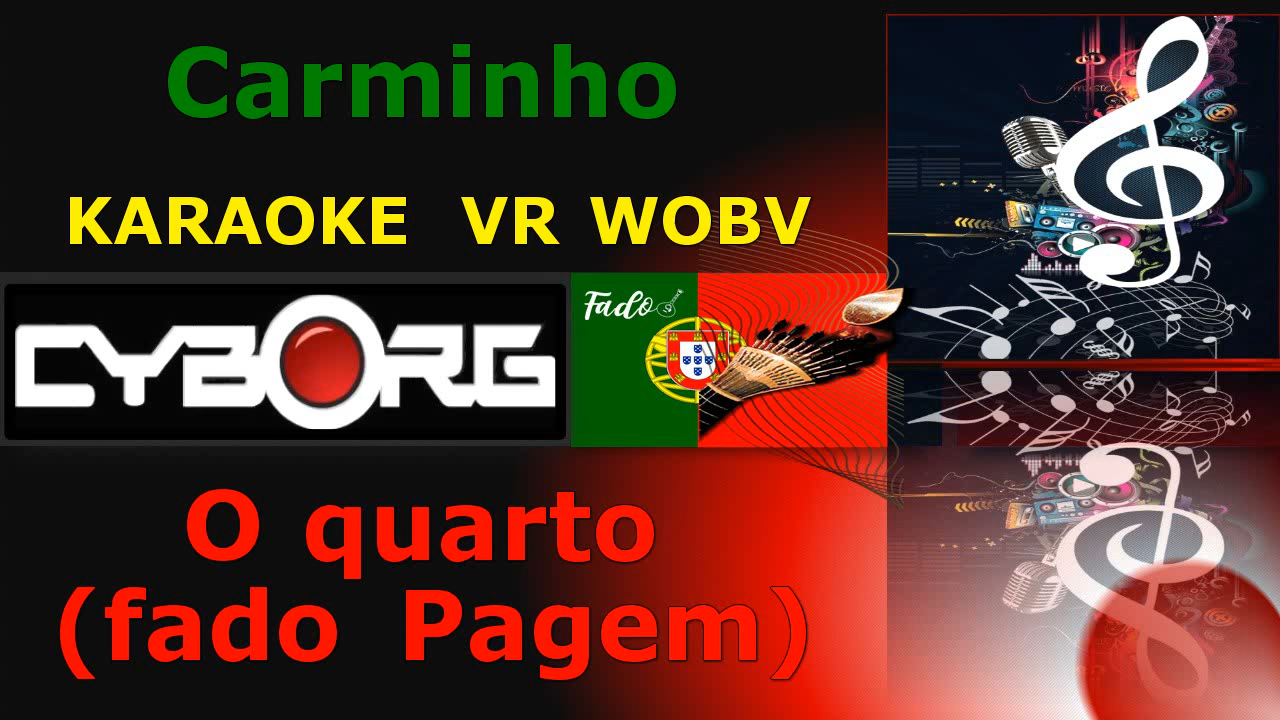 Carminho
KARAOKE VR WOBV
CYBORG
Fado
O quarto
(fado Pagem)